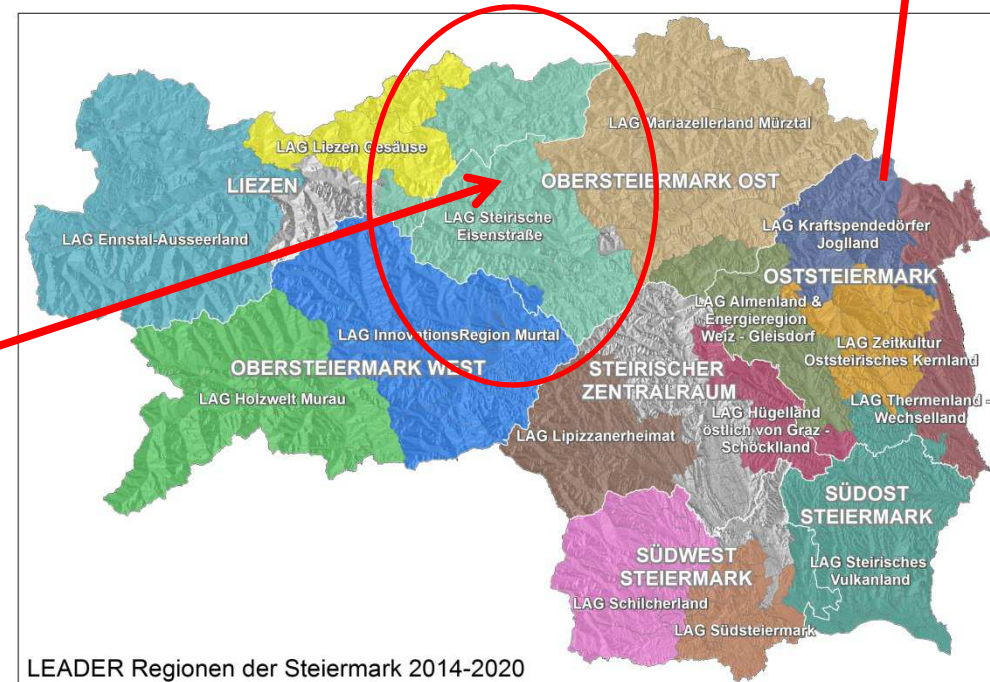 LAG Mariazellerland Mürztal
LAG Liezen Gesäuse
LIEZEN
OBERSTEIERMARK OST
LAG Steirische
Eisenstraße
LAG Kraftspendedörfer
Joglland
LAG Ennstal-Ausseerland
OSTSTEIERMARK
LAG Almenland &
Energieregion
Weiz - Gleisdorf
LAG InnovationsRegion Murtal
LAG Zeitkultur
Oststeirisches Kernland
OBERSTEIERMARK WEST
STEIRISCHER
ZENTRALRAUM
LAG Holzwelt Murau
LAG Thermenland -
Wechselland
LAG Hügelland
östlich von Graz -
Schöcklland
LAG Lipizzanerheimat
SÜDOST
STEIERMARK
SÜDWEST
STEIERMARK
LAG Steirisches
Vulkanland
LAG Schilcherland
LAG Südsteiermark
LEADER Regionen der Steiermark 2014-2020